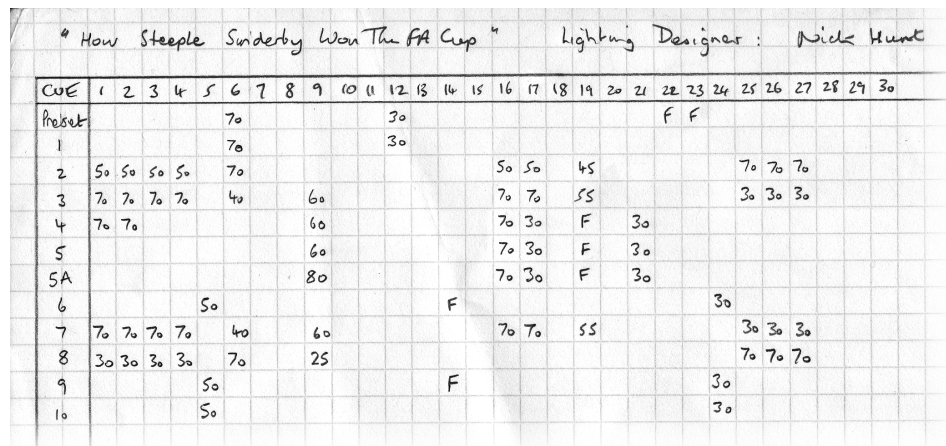 " How Steeple Sinderby Won The FA Cup " Lighting Designer : Nick Hunt
CUE 1 2 3 4 5 6 7 8 9 10 11 12 13 14 15 16 17 18 19 20 21 22 23 24 25 26 27 28 29 30
Preset 70 30 F F
1 70 30
2 50 50 50 50 70 50 50 45 70 70 70
3 70 70 70 70 40 60 70 70 55 30 30 30
4 70 70 60 70 30 F 30
5 60 70 30 F 30
5A 80 70 30 F 30
6 50 F 30
7 70 70 70 70 40 60 70 70 55 30 30 30
8 30 30 30 30 70 25 70 70 70
9 50 F 30
10 50 30